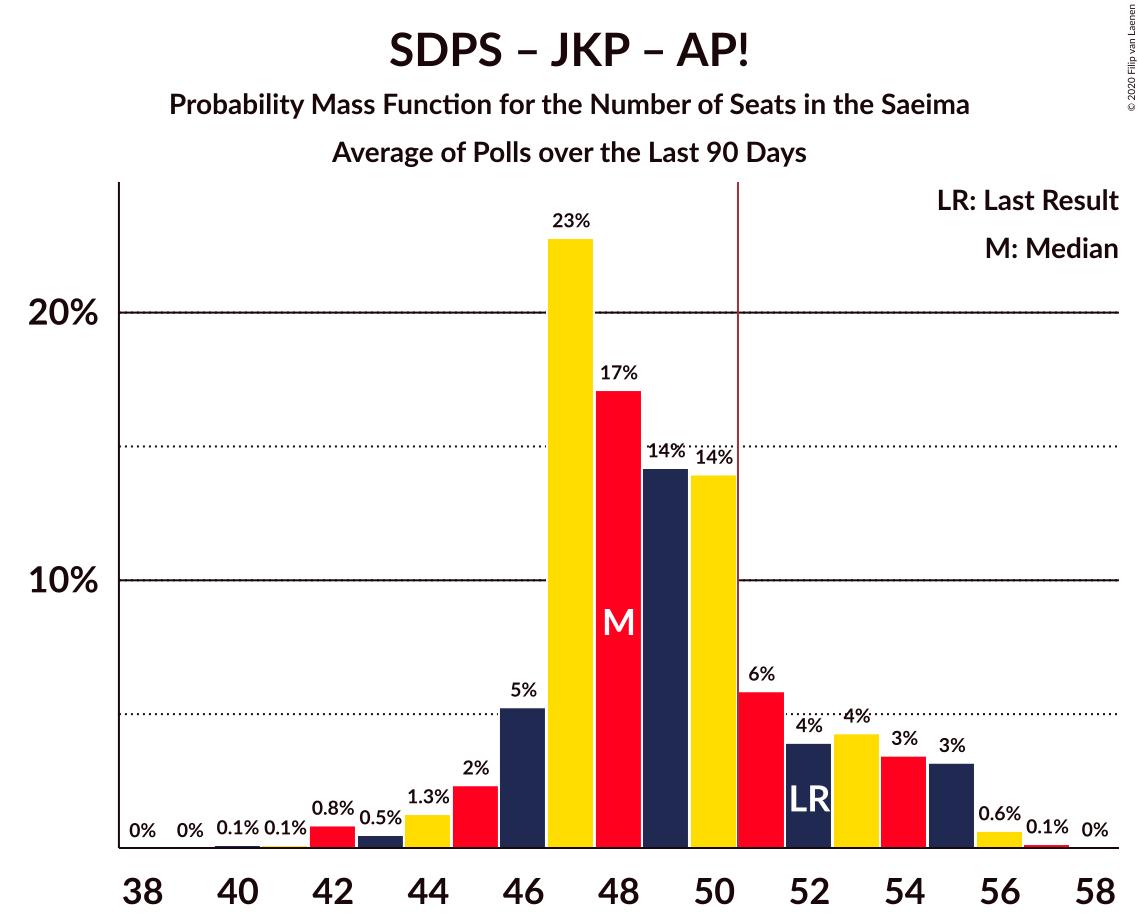 SDPS – JKP – AP!
Probability Mass Function for the Number of Seats in the Saeima
Average of Polls over the Last 90 Days
© 2020 Filip van Laenen
LR: Last Result
M: Median
20%
10%
0%
0%
0.1%
0.1%
0.8%
0.5%
1.3%
2%
5%
23%
17%
14%
14%
6%
4%
4%
3%
3%
0.6%
0.1%
0%
M
LR
38 40 42 44 46 48 50 52 54 56 58